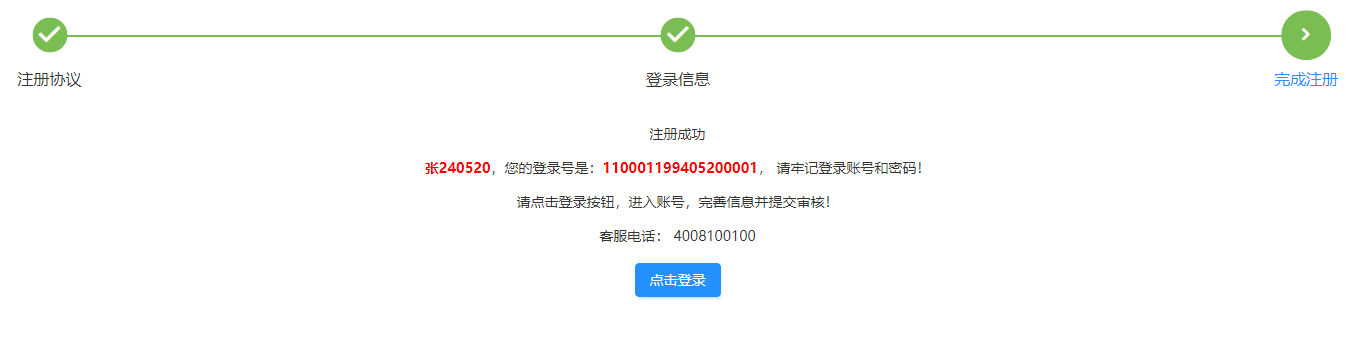 注册协议 登录信息 完成注册
注册成功
张240520，您的登录号是：110001199405200001， 请牢记登录账号和密码！
请点击登录按钮，进入账号，完善信息并提交审核！
客服电话： 4008100100
点击登录